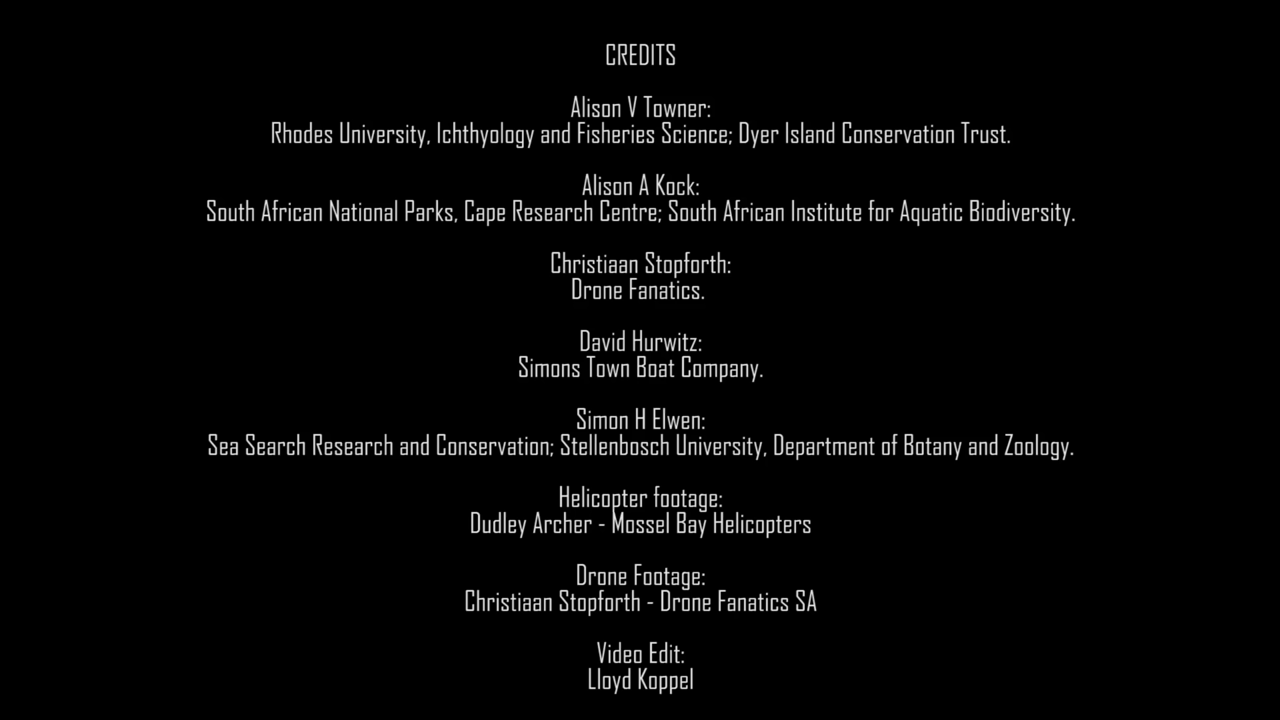 CREDITS
Alison V Towner:
Rhodes University, Ichthyology and Fisheries Science; Dyer Island Conservation Trust.
Alison A Kock:
South African National Parks, Cape Research Centre; South African Institute for Aquatic Biodiversity.
Christiaan Stopforth:
Drone Fanatics.
David Hurwitz:
Simons Town Boat Company.
Simon H Elwen:
Sea Search Research and Conservation; Stellenbosch University, Department of Botany and Zoology.
Helicopter footage:
Dudley Archer - Mossel Bay Helicopters
Drone Footage:
Christiaan Stopforth - Drone Fanatics SA
Video Edit:
Lloyd Koppel